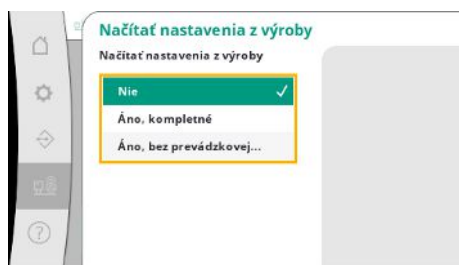 Načítať nastavenia z výroby
Načítať nastavenia z výroby
Nie
Áno, kompletné
Áno, bez prevádzkovej...